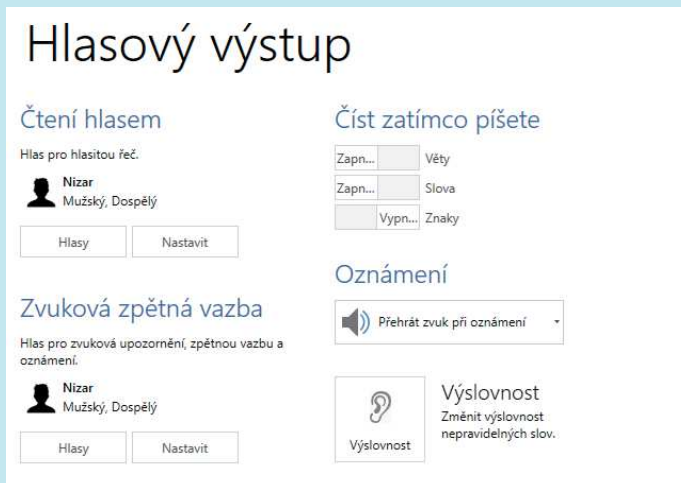 Hlasový výstup
Čtení hlasem
Hlas pro hlasitou řeč.
Nizar
Mužský, Dospělý
Hlasy
Nastavit
Zvuková zpětná vazba
Hlas pro zvuková upozornění, zpětnou vazbu a
oznámení.
Nizar
Mužský, Dospělý
Hlasy
Nastavit
Číst zatímco píšete
Zapn... Věty
Zapn... Slova
Vypn... Znaky
Oznámení
Přehrát zvuk při oznámení
Výslovnost
Výslovnost
Změnit výslovnost
nepravidelných slov.